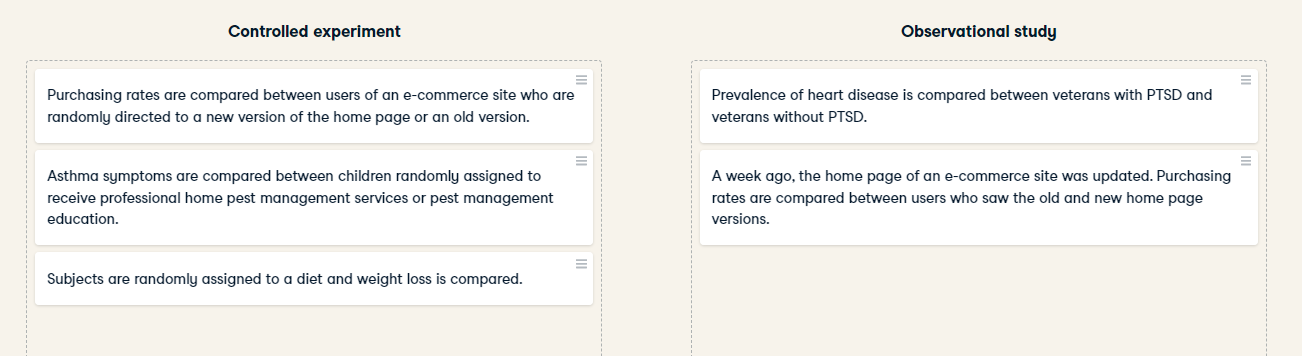 Controlled experiment
Purchasing rates are compared between users of an e-commerce site who are
randomly directed to a new version of the home page or an old version.
Asthma symptoms are compared between children randomly assigned to
receive professional home pest management services or pest management
education.
Subjects are randomly assigned to a diet and weight loss is compared.
Observational study
Prevalence of heart disease is compared between veterans with PTSD and
veterans without PTSD.
A week ago, the home page of an e-commerce site was updated. Purchasing
rates are compared between users who saw the old and new home page
versions.